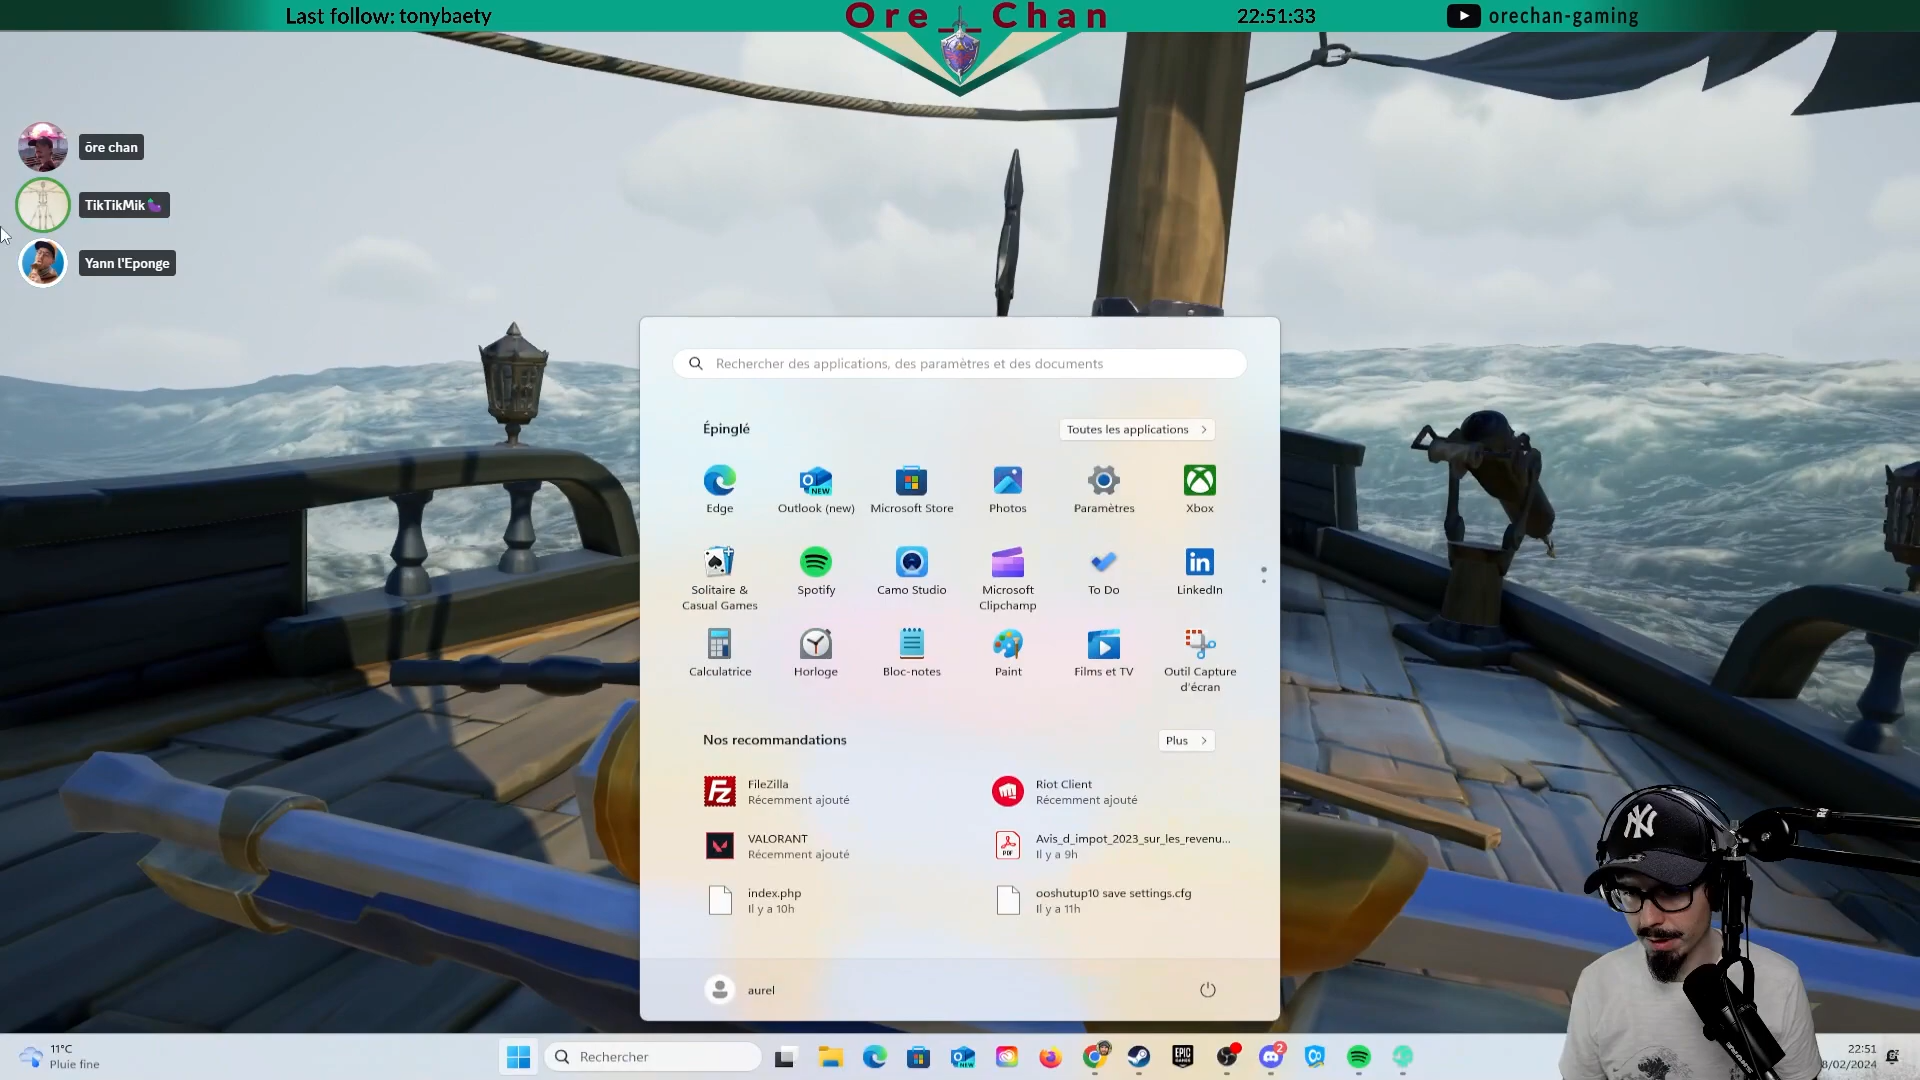 Last follow: tonybaety
Ore_Chan
22:51:33
orechan-gaming
ōre chan
TikTikMik🍆
Yann l'Eponge
Rechercher des applications, des paramètres et des documents
Épinglé
Toutes les applications
Edge
Outlook (new)
Microsoft Store
Photos
Paramètres
Xbox
Solitaire &
Casual Games
Spotify
Camo Studio
Microsoft
Clipchamp
To Do
LinkedIn
Calculatrice
Horloge
Bloc-notes
Paint
Films et TV
Outil Capture
d'écran
Nos recommandations
Plus
FileZilla
Récemment ajouté
Riot Client
Récemment ajouté
VALORANT
Récemment ajouté
Avis_d_impot_2023_sur_les_revenu...
Il y a 9h
index.php
Il y a 10h
ooshutup10 save settings.cfg
Il y a 11h
aurel
11°C
Pluie fine
Rechercher
22:51
8/02/2024